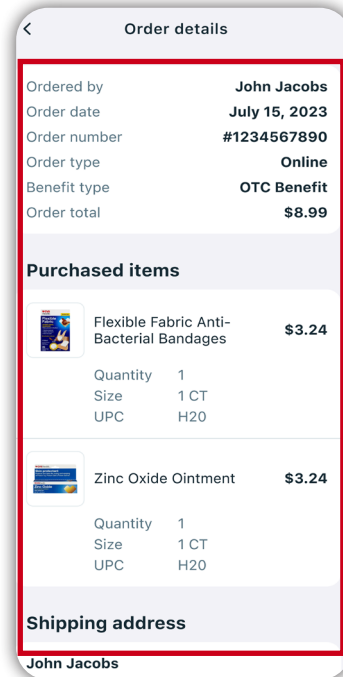 Order details
Ordered by John Jacobs
Order date July 15, 2023
Order number #1234567890
Order type Online
Benefit type OTC Benefit
Order total $8.99
Purchased items
Flexible Fabric Anti-
Bacterial Bandages $3.24
Quantity 1
Size 1 CT
UPC H20
Zinc Oxide Ointment $3.24
Quantity 1
Size 1 CT
UPC H20
Shipping address
John Jacobs